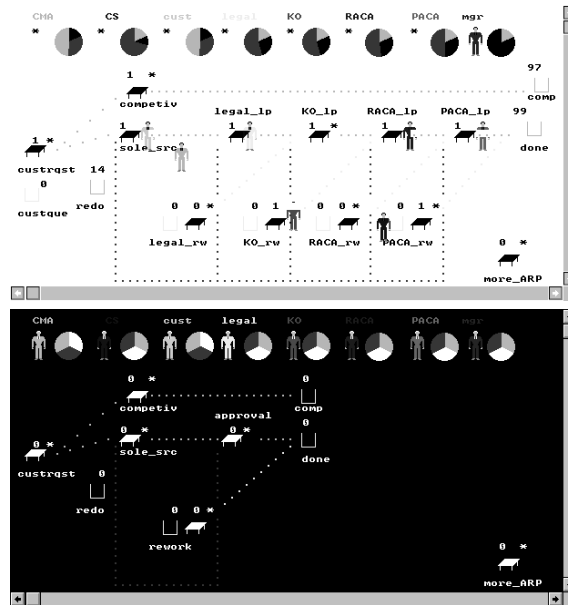 CMA CS cust legal KO RACA PACA mgr
* * * * * * *
1 * 97
competiv comp
legal_lp KO_lp RACA_lp PACA_lp 99
1 * 1 1 1 * 1 1 *
custrqst sole_src done
0 14
custque redo
0 0 * 0 1 0 0 * 0 1 *
legal_rw KO_rw RACA_rw PACA_rw
0 *
more_ARP
CMA CS cust legal KO RACA PACA mgr
0 * 0
competiv comp
approval
0 * 0 * 0 * 0
custrqst sole_src done
0
redo
0 0 *
rework
0 *
more_ARP